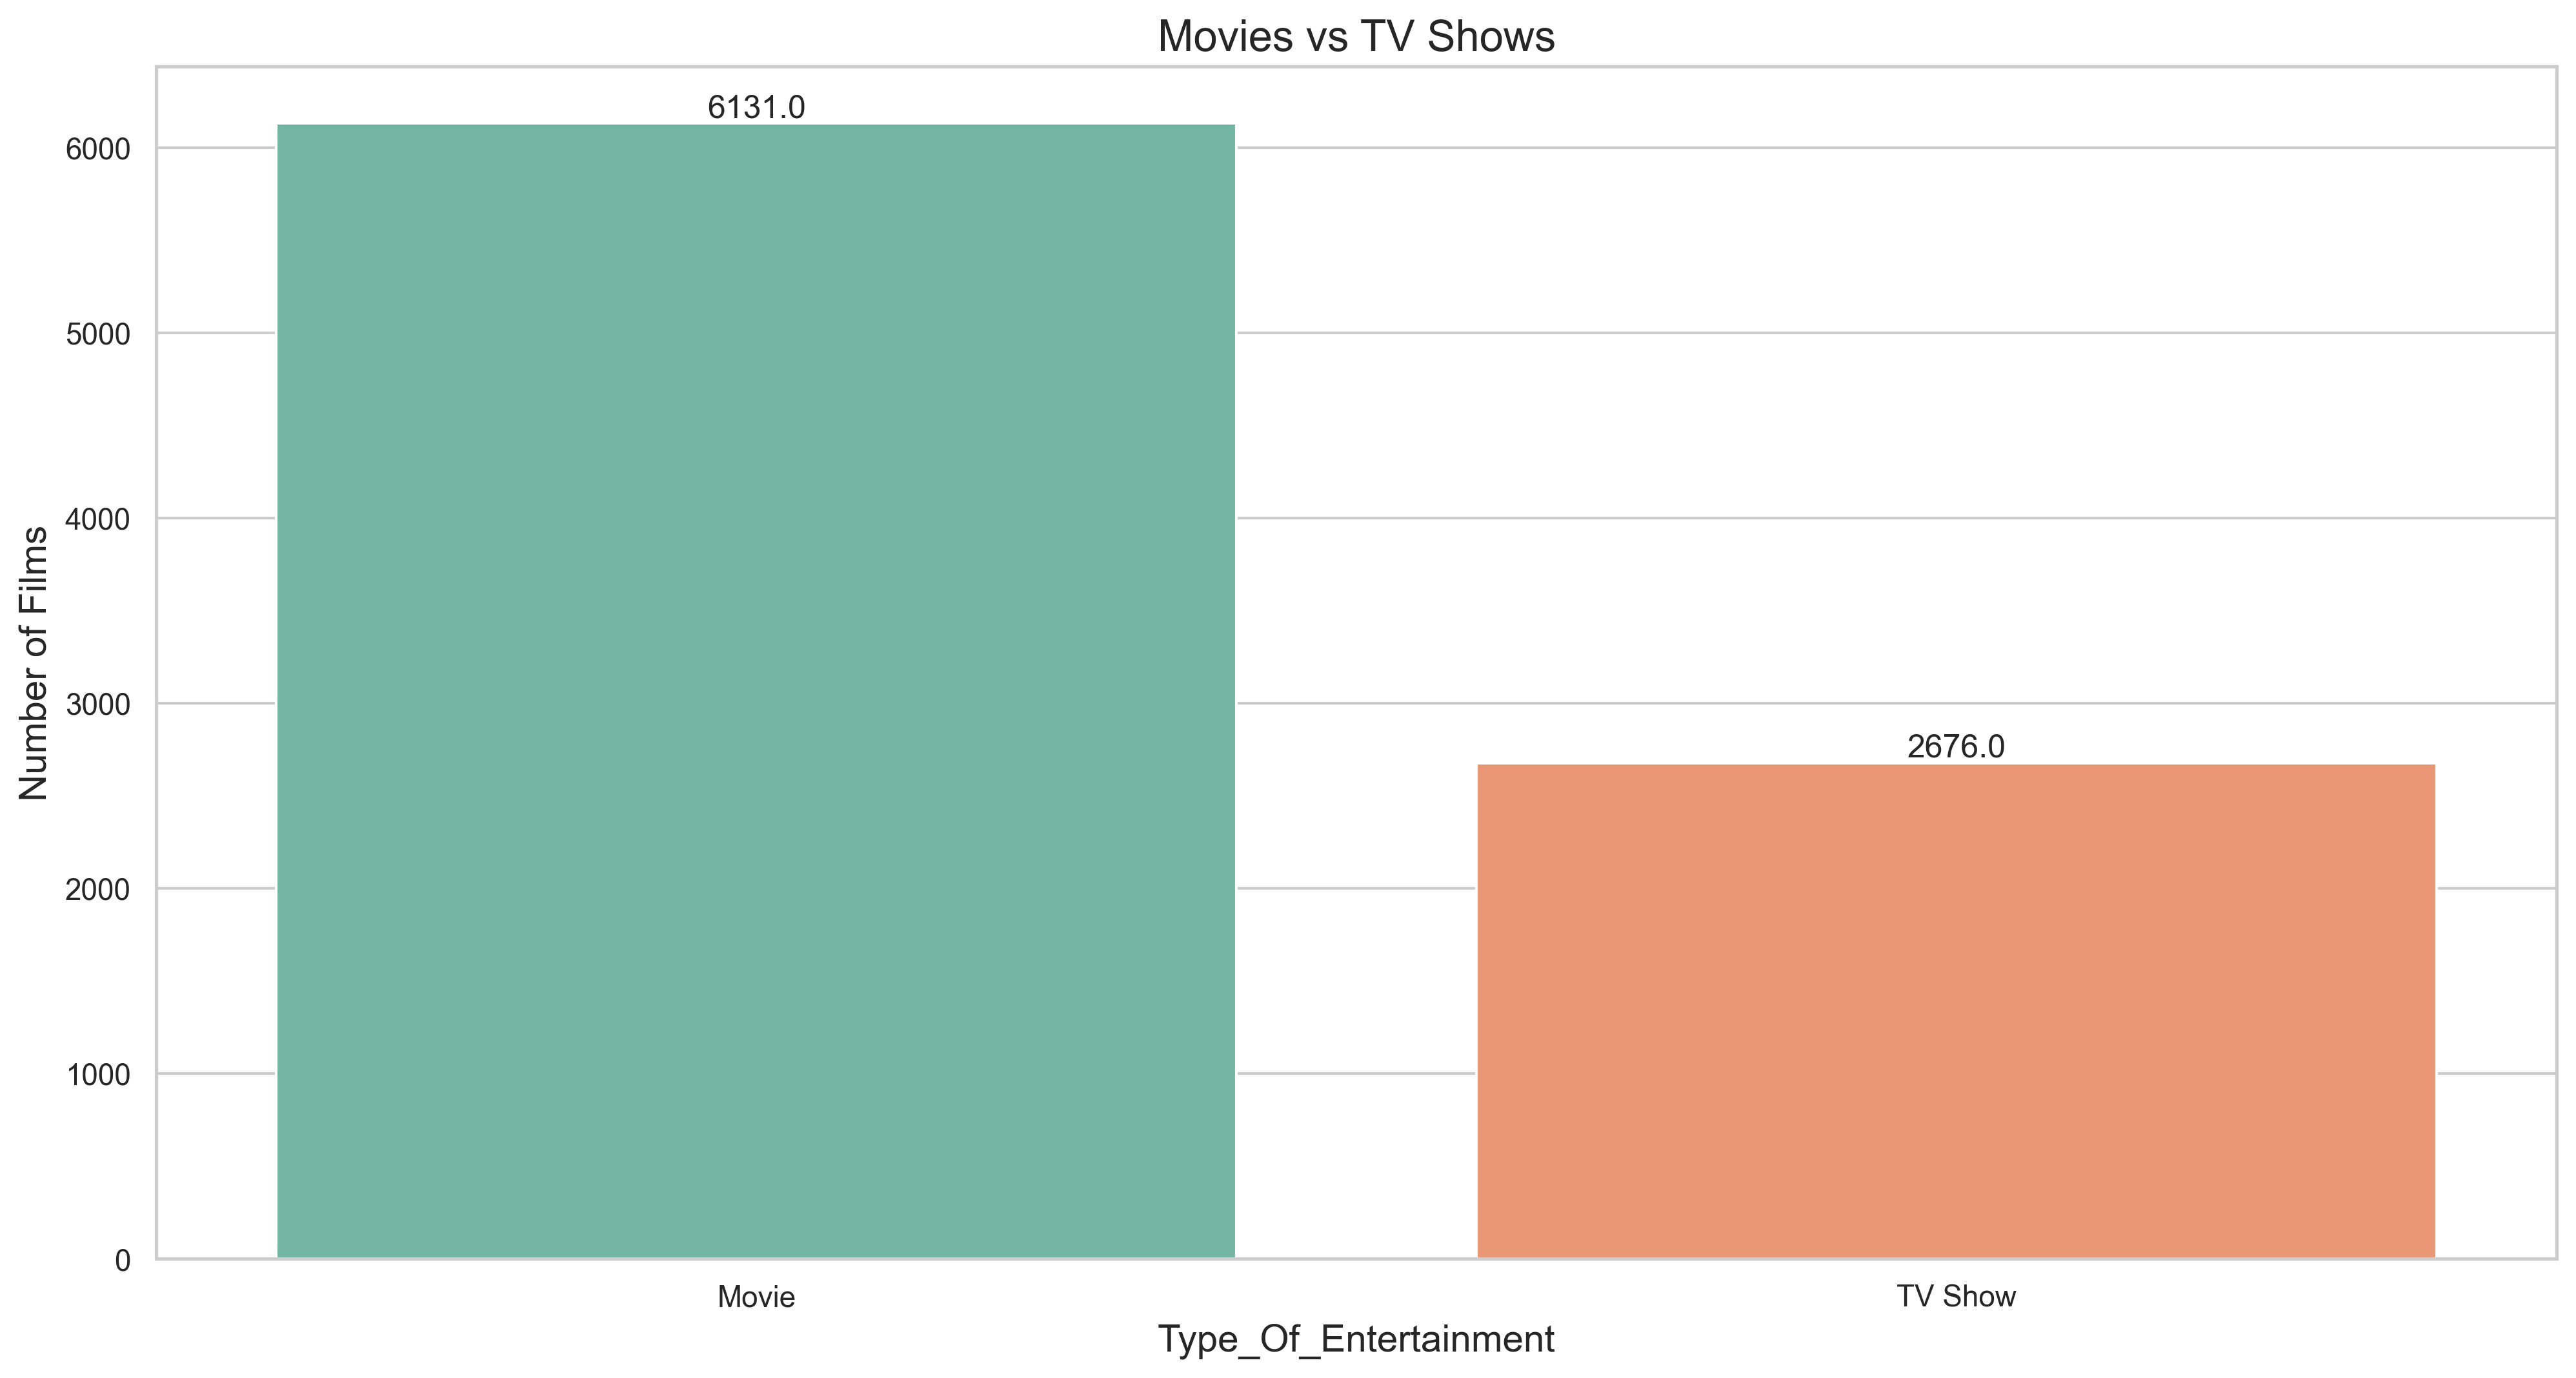 Movies vs TV Shows
6131.0
6000
5000
4000
3000
2676.0
2000
1000
0
Number of Films
Movie
TV Show
Type_Of_Entertainment